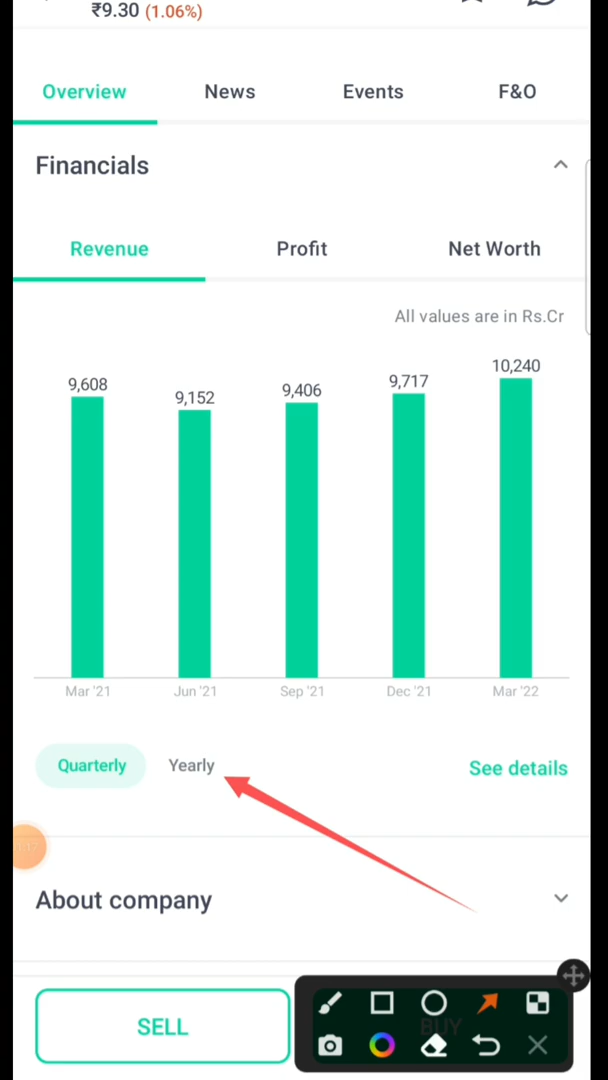 ₹9.30 (1.06%)
Overview News Events F&O
Financials
Revenue Profit Net Worth
All values are in Rs.Cr
9,608 9,152 9,406 9,717 10,240
Mar '21 Jun '21 Sep '21 Dec '21 Mar '22
Quarterly Yearly See details
About company
SELL BUY